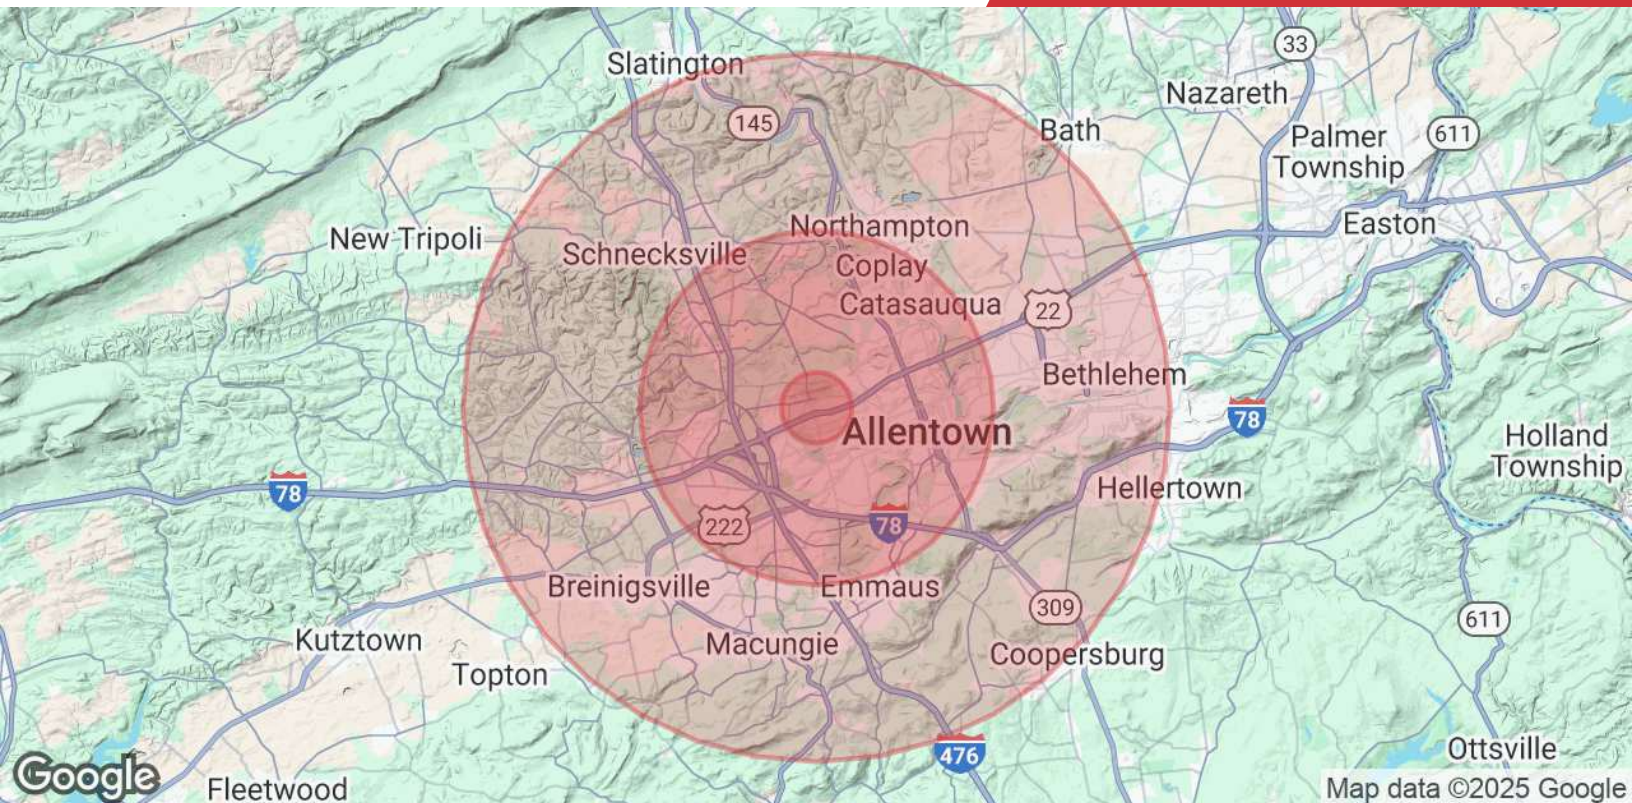 Slatington
33
Nazareth
145
Bath
Palmer
Township
611
New Tripoli
Northampton
Easton
Schnecksville
Coplay
Catasauqua
22
Bethlehem
78
Allentown
Holland
Township
78
Hellertown
222
78
Breinigsville
Emmaus
309
611
Kutztown
Macungie
Coopersburg
Topton
476
Ottsville
Google
Fleetwood
Map data ©2025 Google